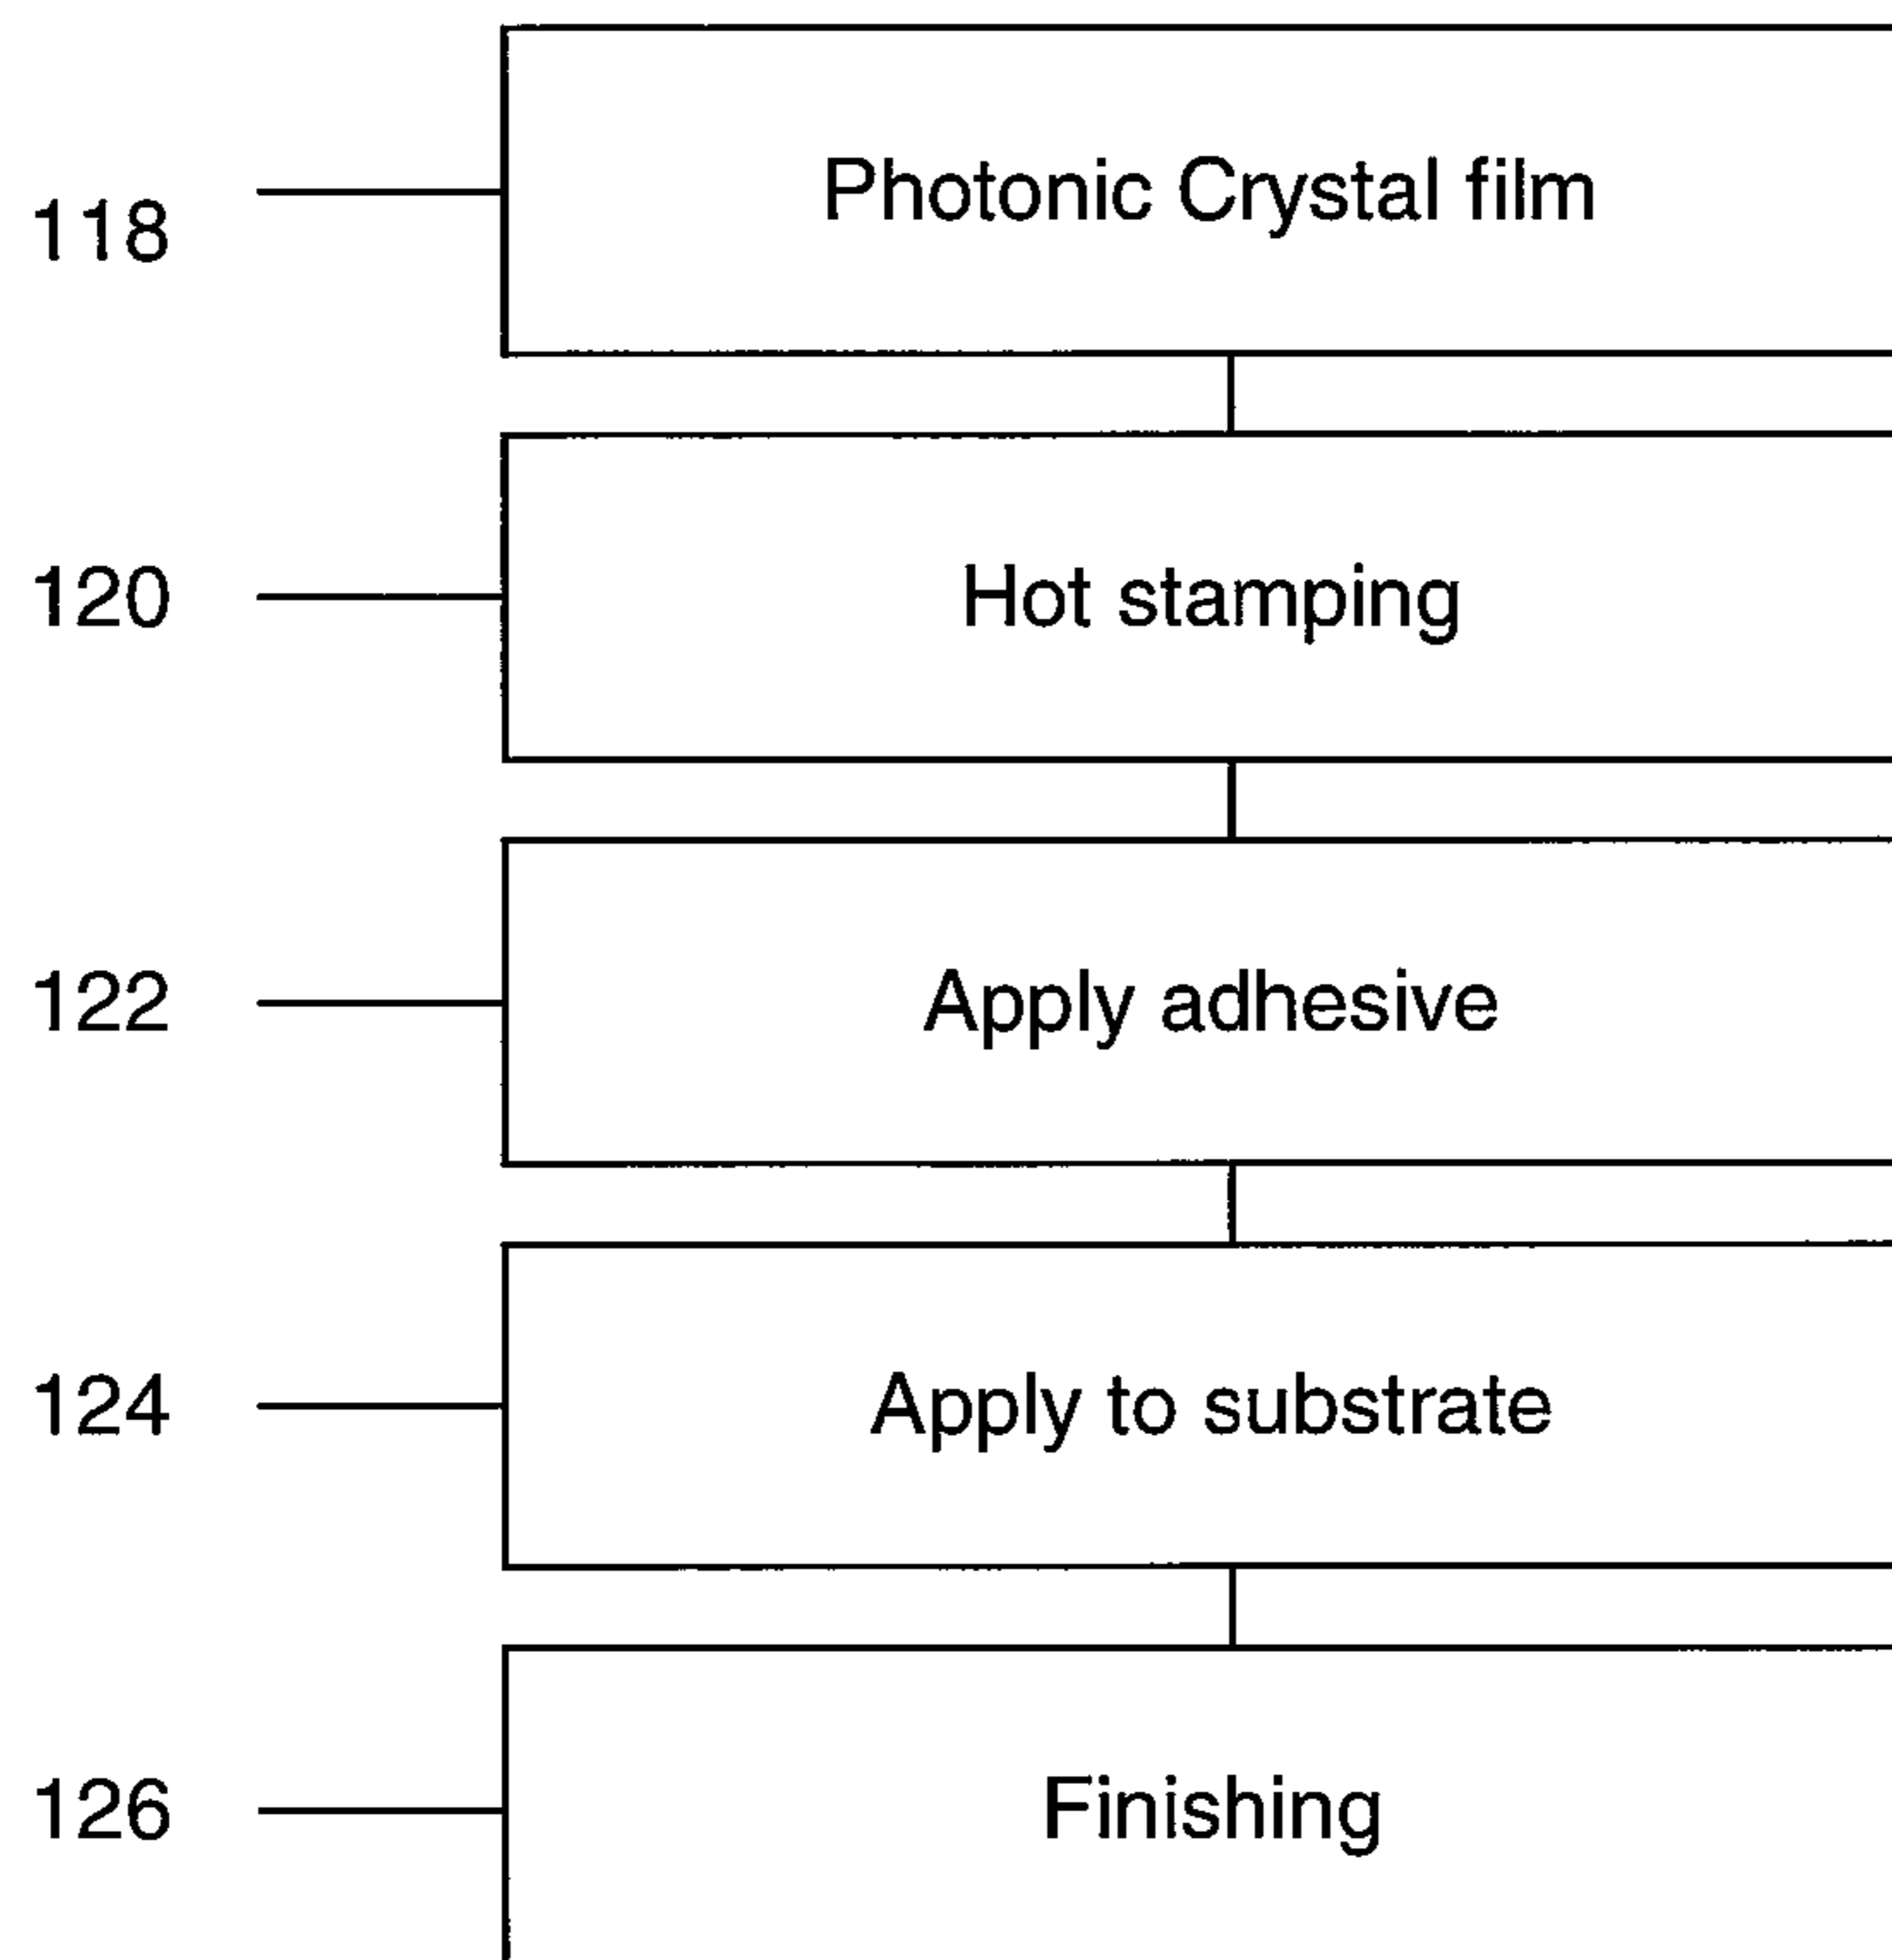 118 Photonic Crystal film
120 Hot stamping
122 Apply adhesive
124 Apply to substrate
126 Finishing